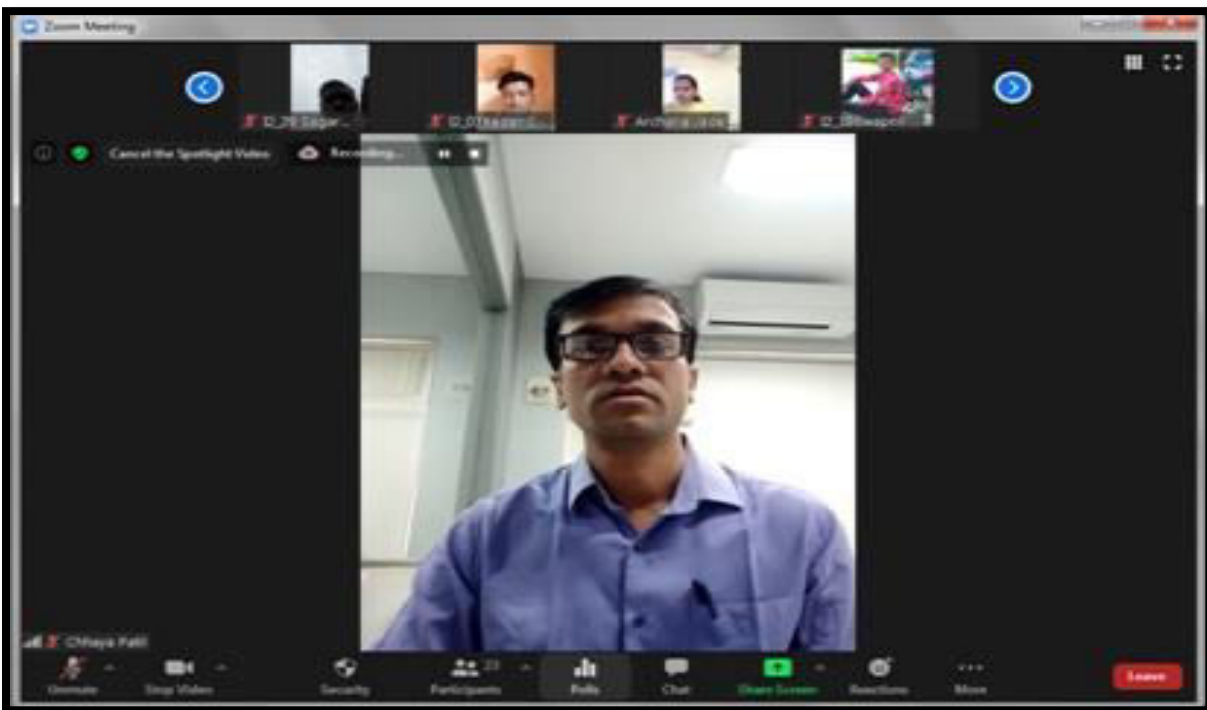 Zoom Meeting
Cancel the Spotlight Video
Recording...
Chhaya Patil
Unmute
Stop Video
Security
Participants 23
Polls
Chat
Share Screen
Reactions
More
Leave